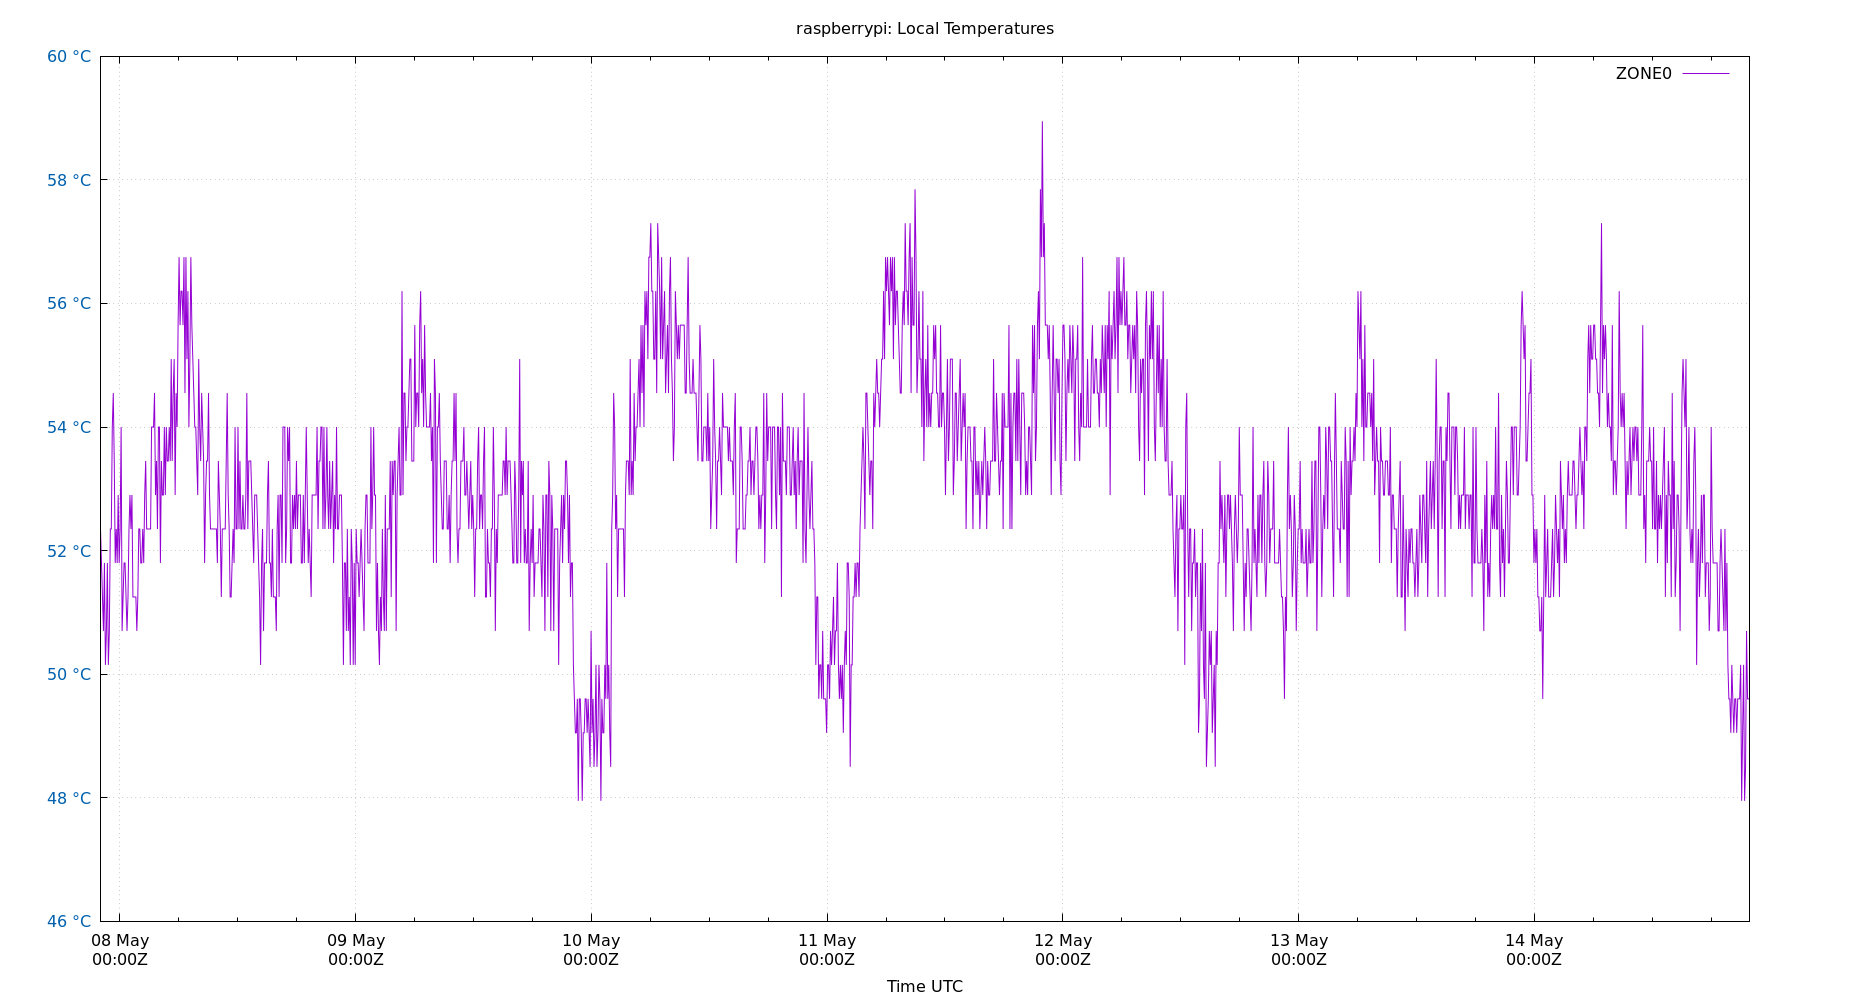 raspberrypi: Local Temperatures
60 °C
ZONE0
58 °C
56 °C
54 °C
52 °C
50 °C
48 °C
46 °C
08 May 09 May 10 May 11 May 12 May 13 May 14 May
00:00Z 00:00Z 00:00Z 00:00Z 00:00Z 00:00Z 00:00Z
Time UTC